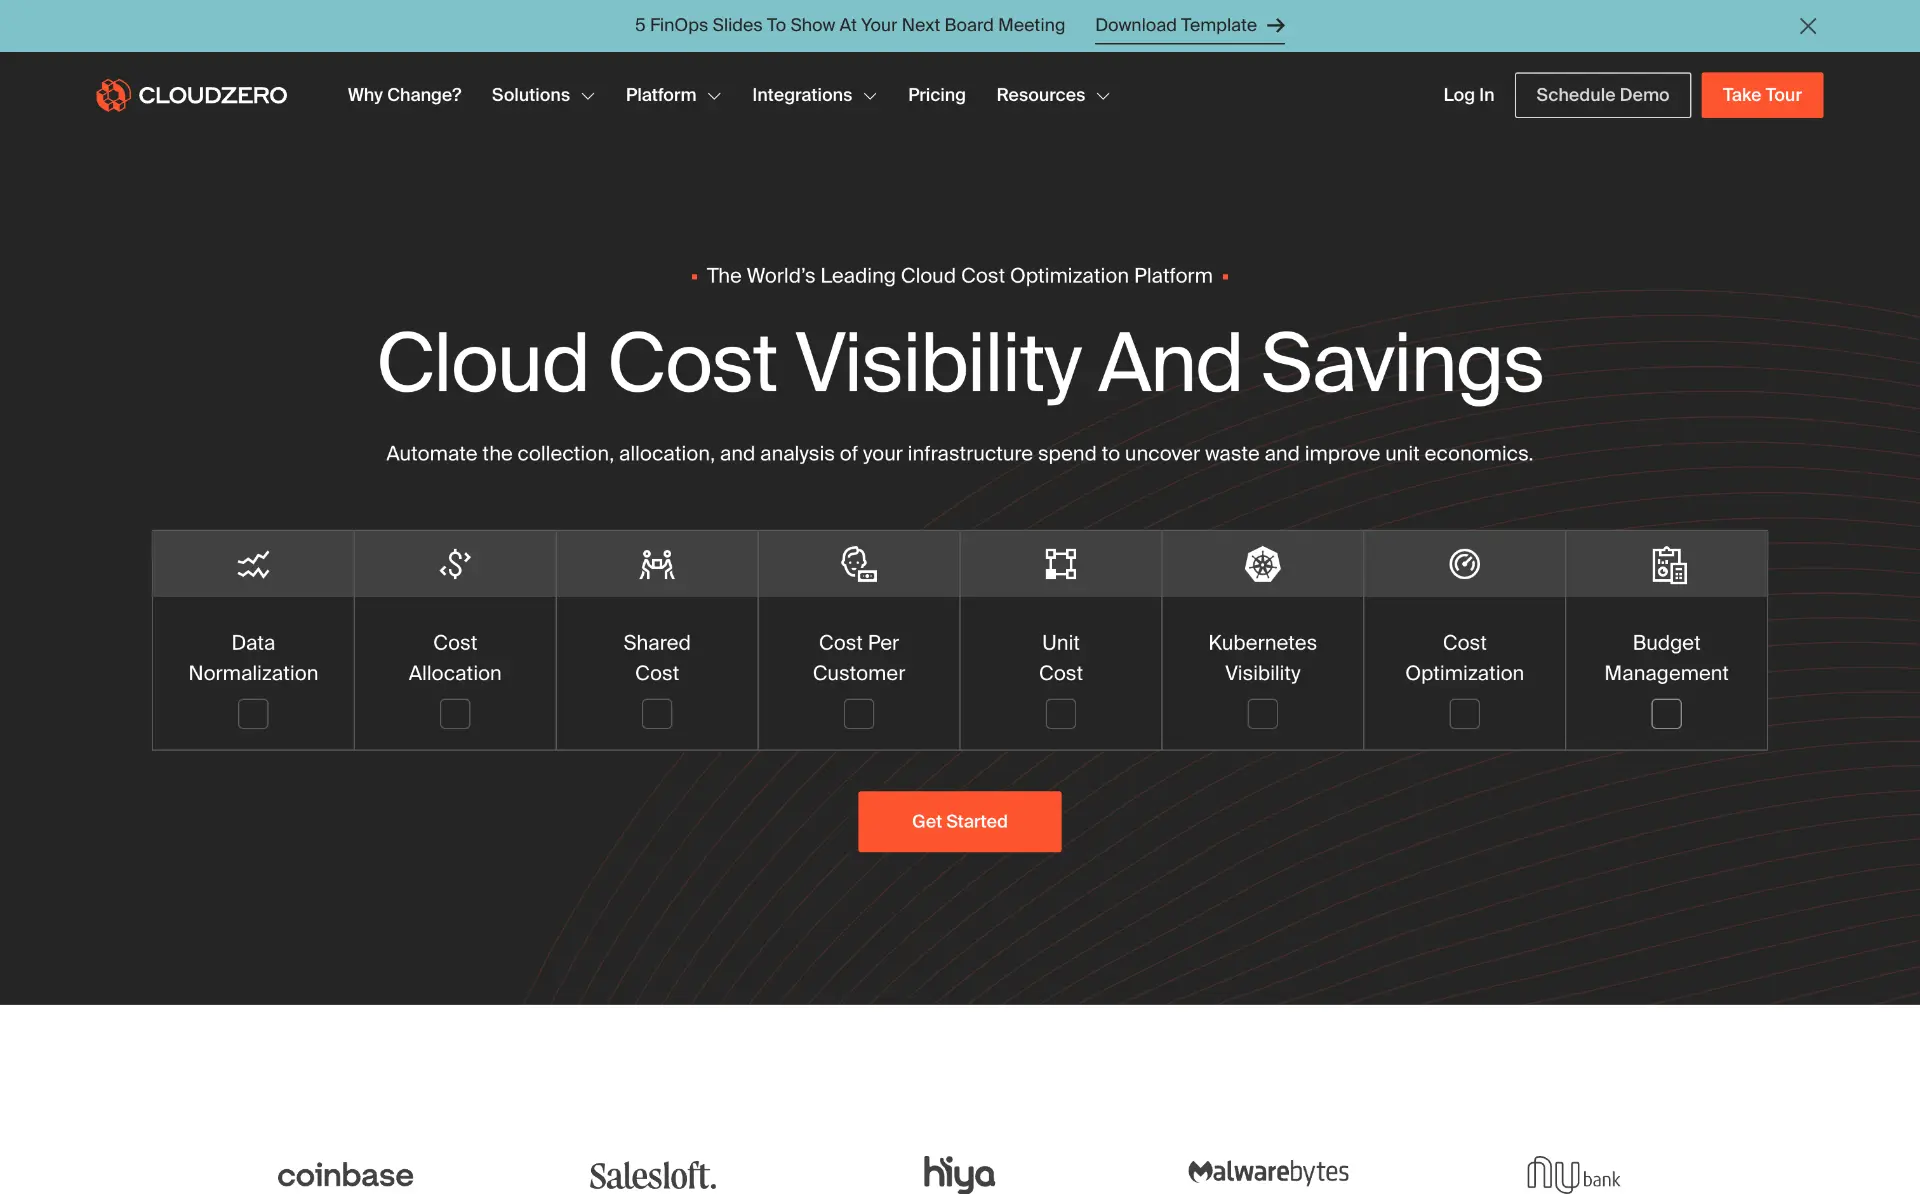 5 FinOps Slides To Show At Your Next Board Meeting Download Template →
CLOUDZERO Why Change? Solutions Platform Integrations Pricing Resources Log In Schedule Demo Take Tour
The World's Leading Cloud Cost Optimization Platform
Cloud Cost Visibility And Savings
Automate the collection, allocation, and analysis of your infrastructure spend to uncover waste and improve unit economics.
Data
Normalization
Cost
Allocation
Shared
Cost
Cost Per
Customer
Unit
Cost
Kubernetes
Visibility
Cost
Optimization
Budget
Management
Get Started
coinbase Salesloft. hiya Malwarebytes nu bank